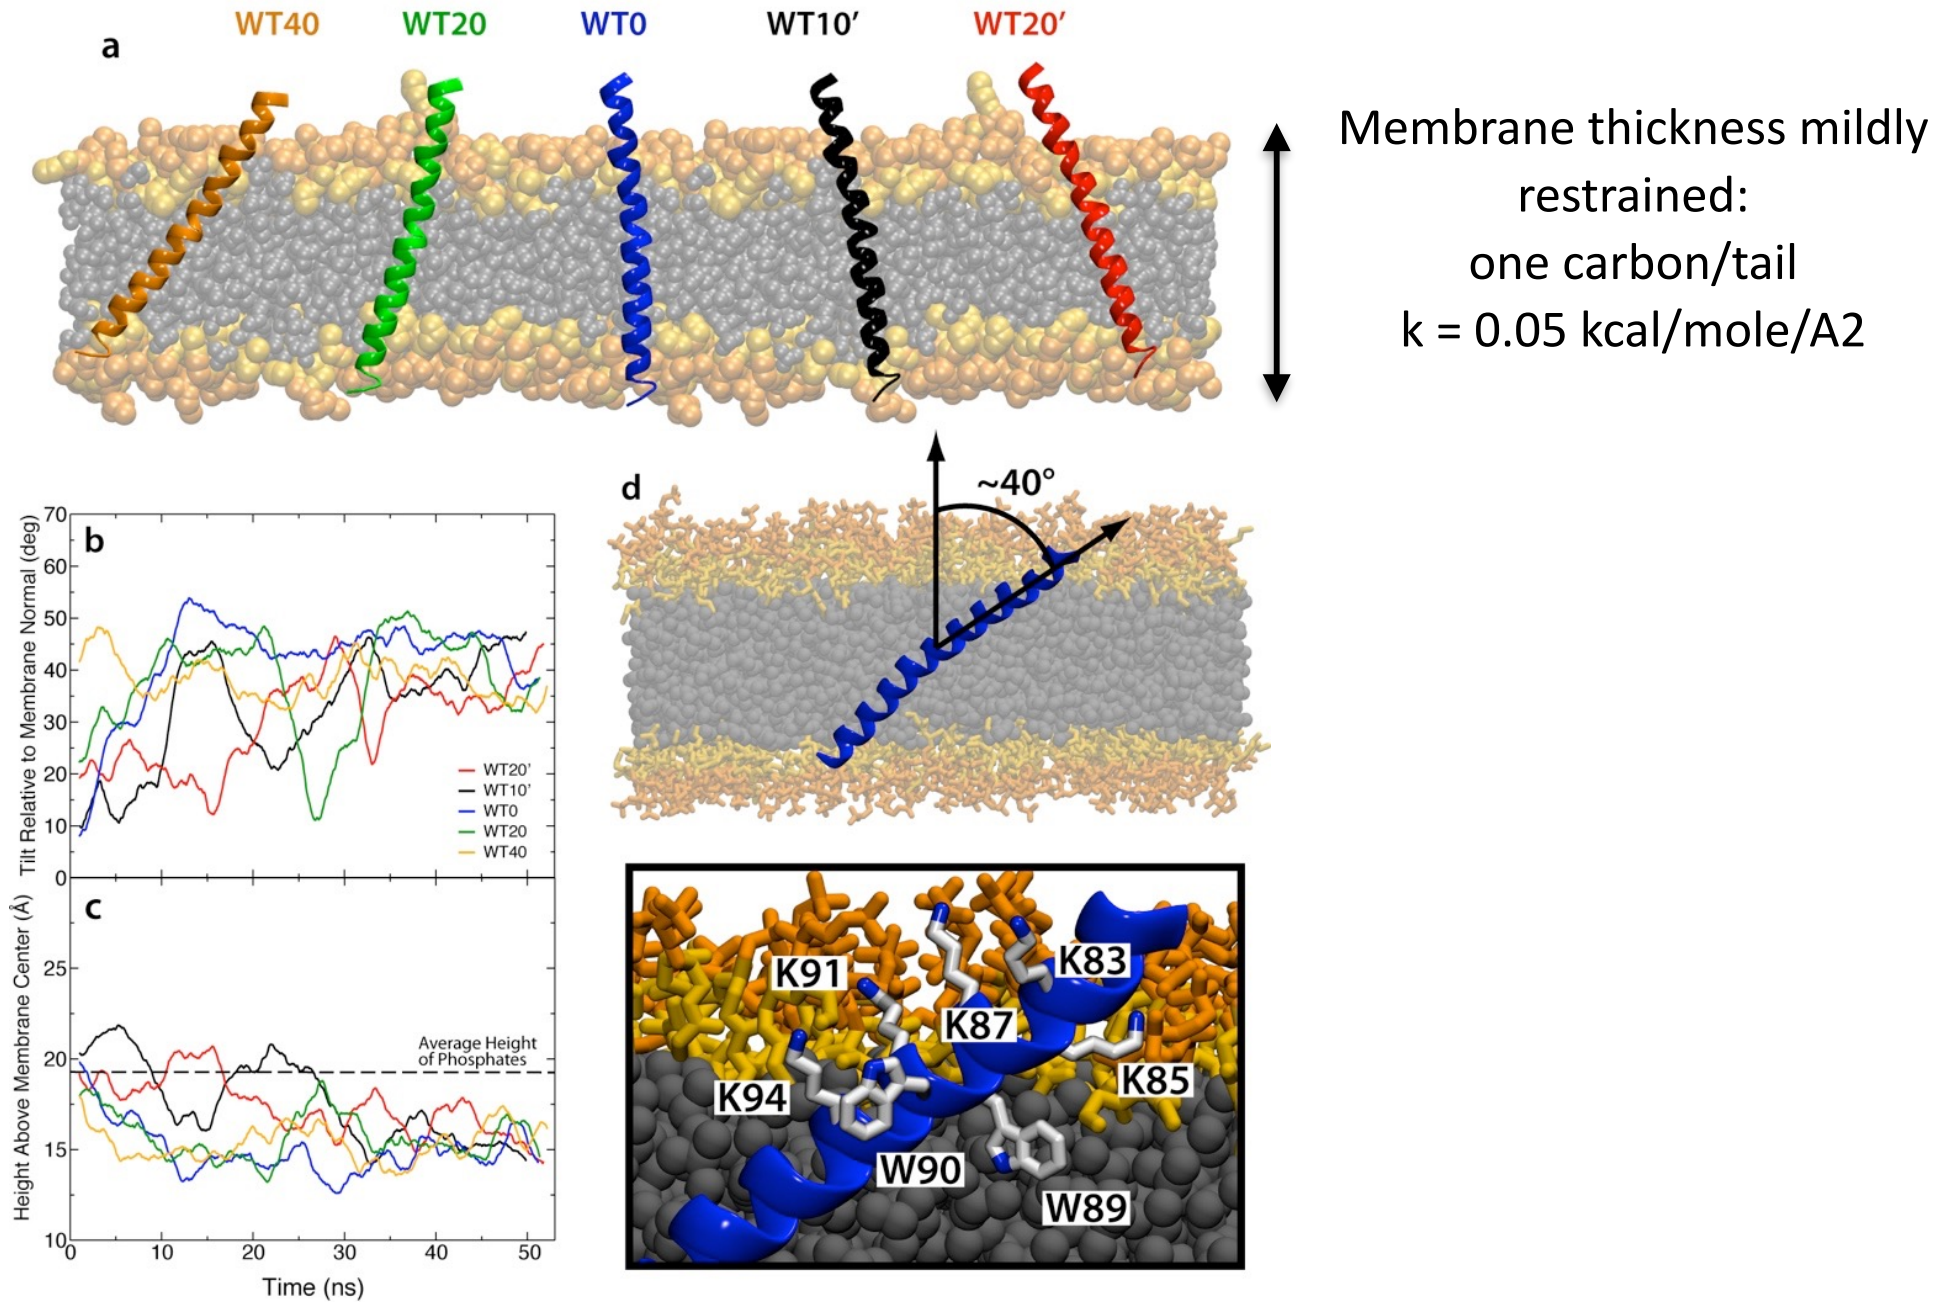 WT40 WT20 WT0 WT10’ WT20’
a
Membrane thickness mildly
restrained:
one carbon/tail
k = 0.05 kcal/mole/A2
b
Tilt Relative to Membrane Normal (deg)
70
60
50
40
30
20
10
0
WT20’
WT10’
WT0
WT20
WT40
c
Height Above Membrane Center (Å)
25
20
15
10
Average Height
of Phosphates
0 10 20 30 40 50
Time (ns)
d
~40°
K91
K83
K87
K94
K85
W90
W89